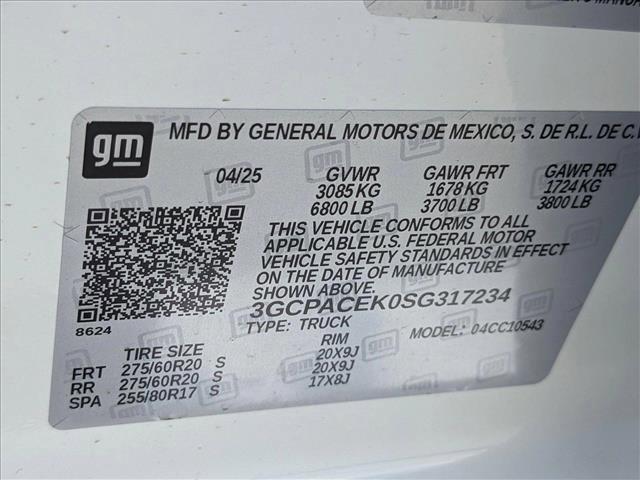 gm MFD BY GENERAL MOTORS DE MEXICO, S. DE R.L. DE C.V
04/25 GVWR GAWR FRT GAWR RR
3085 KG 1678 KG 1724 KG
6800 LB 3700 LB 3800 LB
THIS VEHICLE CONFORMS TO ALL
APPLICABLE U.S. FEDERAL MOTOR
VEHICLE SAFETY STANDARDS IN EFFECT
ON THE DATE OF MANUFACTURE
SHOWN ABOVE.
3GCPACEK0SG317234
8624
TYPE: TRUCK MODEL: 04CC10543
TIRE SIZE RIM
FRT 275/60R20 S 20X9J
RR 275/60R20 S 20X9J
SPA 255/80R17 S 17X8J